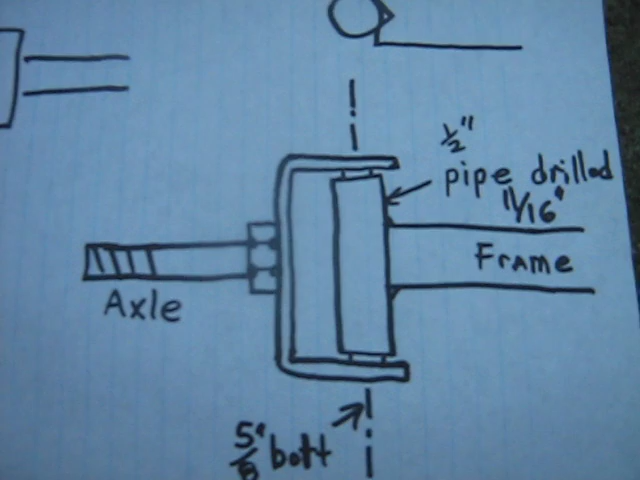 1/2"
pipe drilled
11/16"
Frame
Axle
5/8" bolt